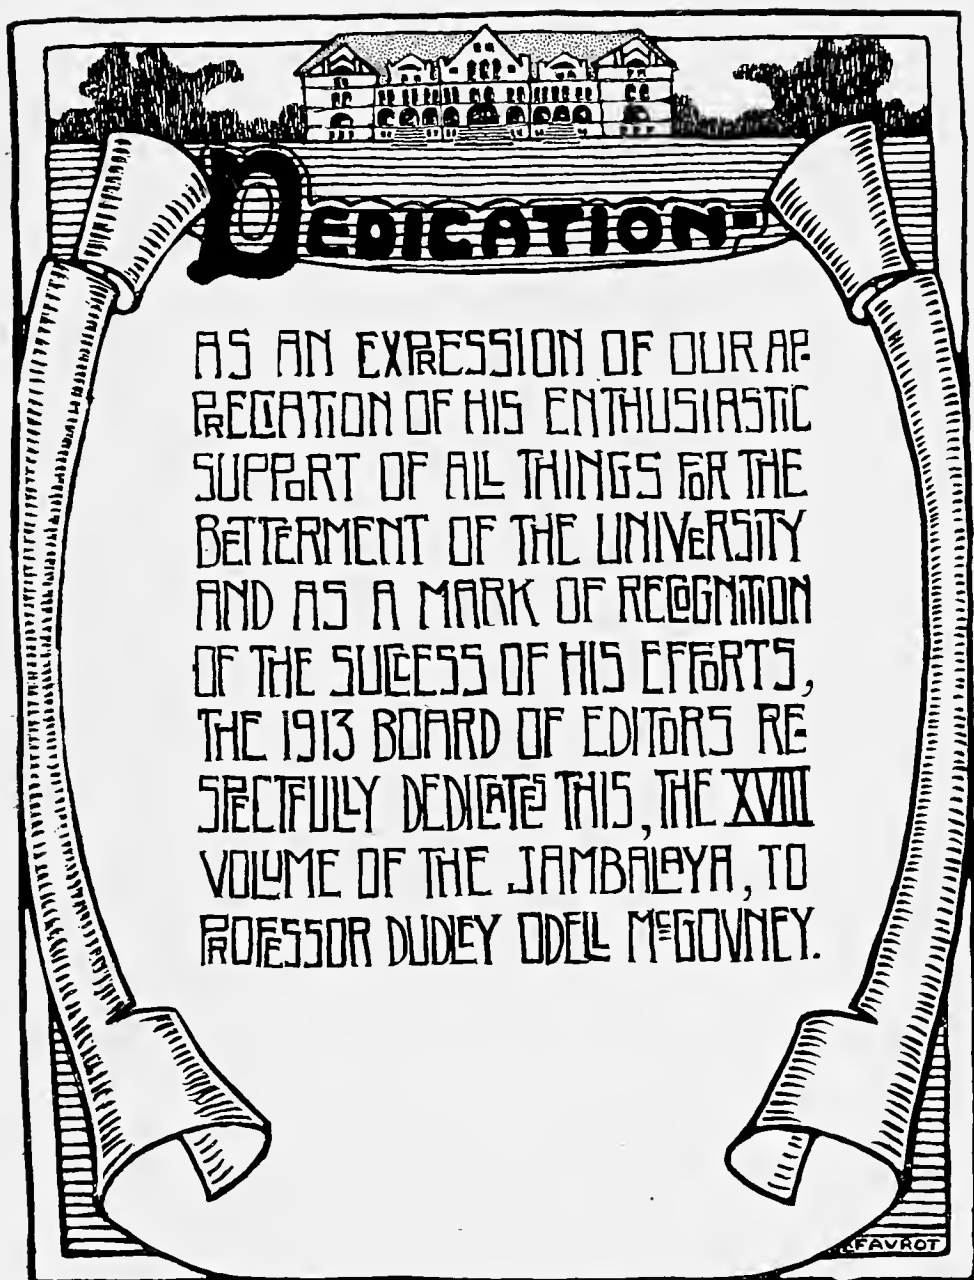 DEDICATION-
AS AN EXPRESSION OF OUR AP-
PRECIATION OF HIS ENTHUSIASTIC
SUPPORT OF ALL THINGS FOR THE
BETTERMENT OF THE UNIVERSITY
AND AS A MARK OF RECOGNITION
OF THE SUCCESS OF HIS EFFORTS,
THE 1913 BOARD OF EDITORS RE-
SPECTFULLY DEDICATES THIS, THE XVIII
VOLUME OF THE JAMBALAYA, TO
PROFESSOR DUDLEY ODELL McGOVNEY.
FAVROT